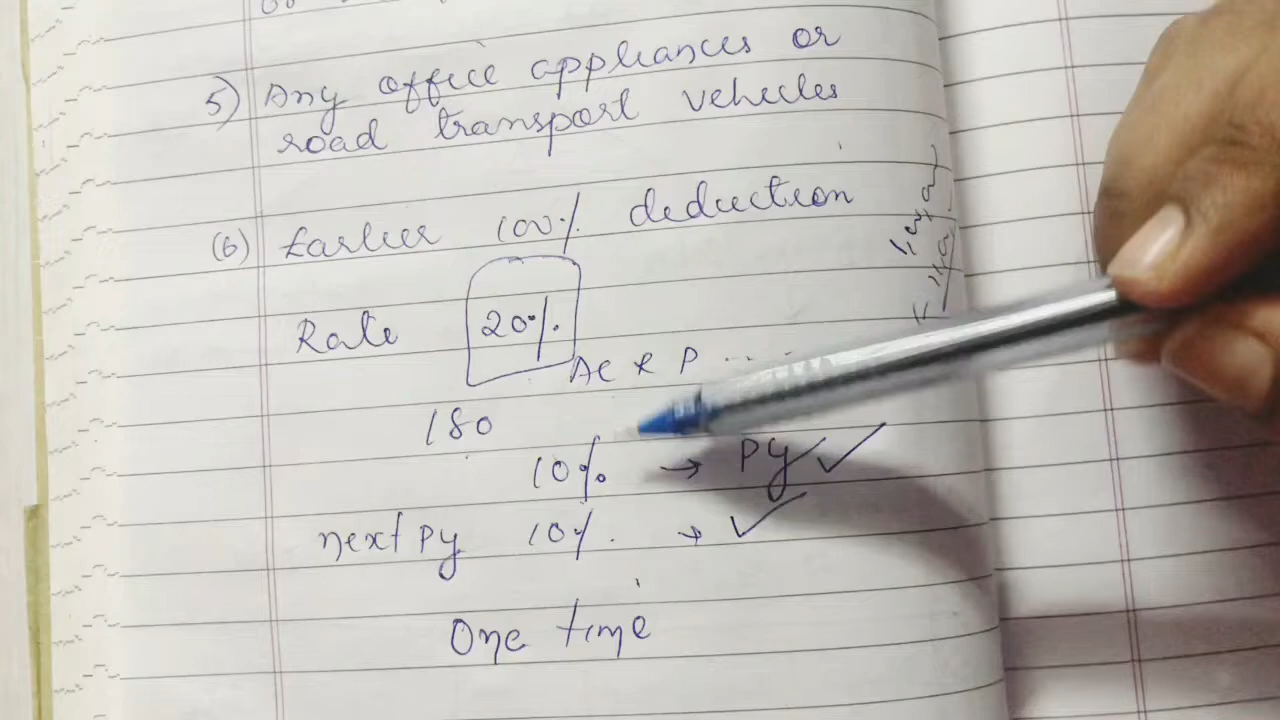 5) Any office appliances or
road transport vehicles
(6) Earlier 100% deduction
Rate 20%.
AC & P ....
180
10% → PY ✓
next PY 10%. → ✓
One time